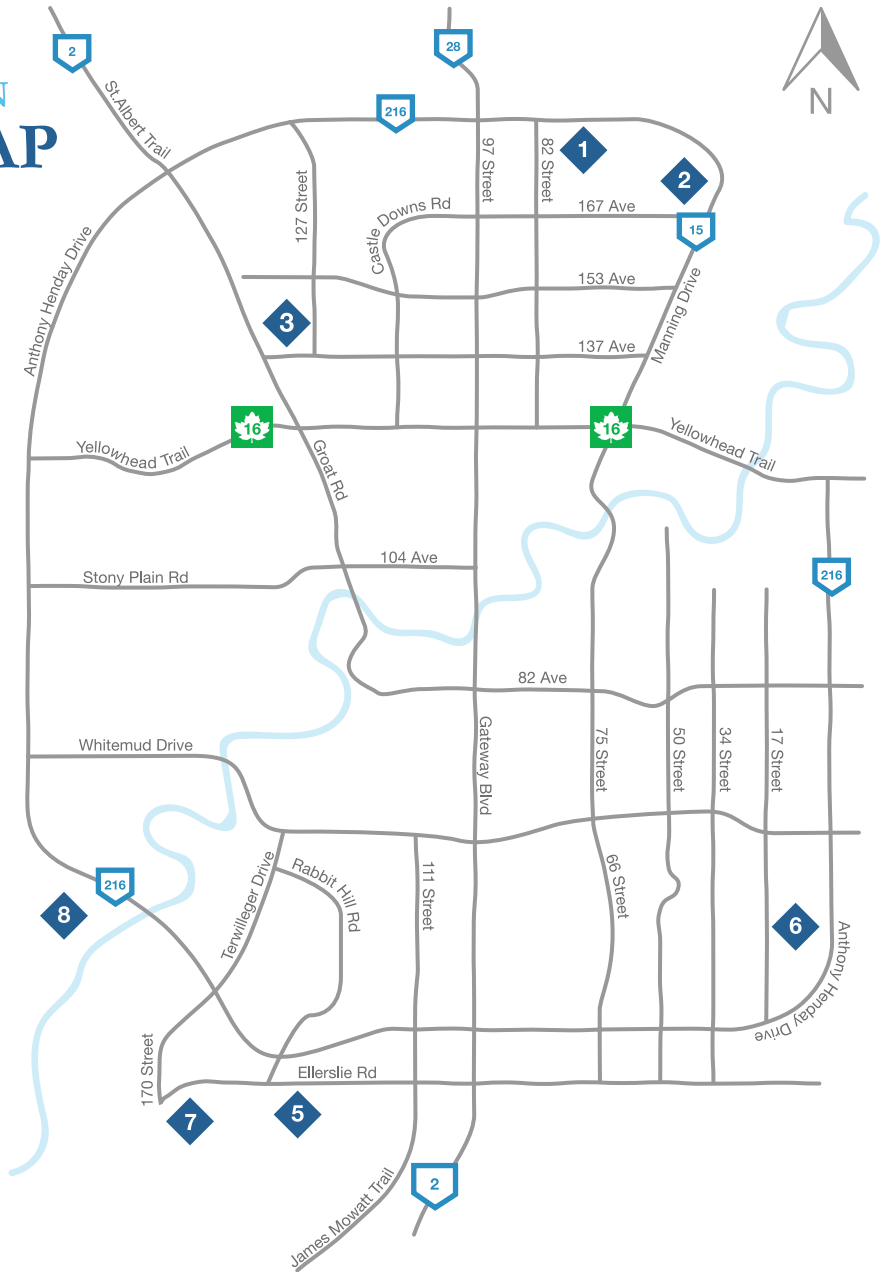 2
28
N
AP
216
N
St.Albert Trail
97 Street
82 Street
1
2
127 Street
Castle Downs Rd
167 Ave
15
Anthony Henday Drive
153 Ave
Manning Drive
3
137 Ave
16
16
Yellowhead Trail
Groat Rd
Yellowhead Trail
104 Ave
Stony Plain Rd
216
82 Ave
Whitemud Drive
Gateway Blvd
75 Street
50 Street
34 Street
17 Street
216
8
Terwilleger Drive
Rabbit Hill Rd
111 Street
66 Street
6
Anthony Henday Drive
170 Street
Ellerslie Rd
7
5
2
James Mowatt Trail